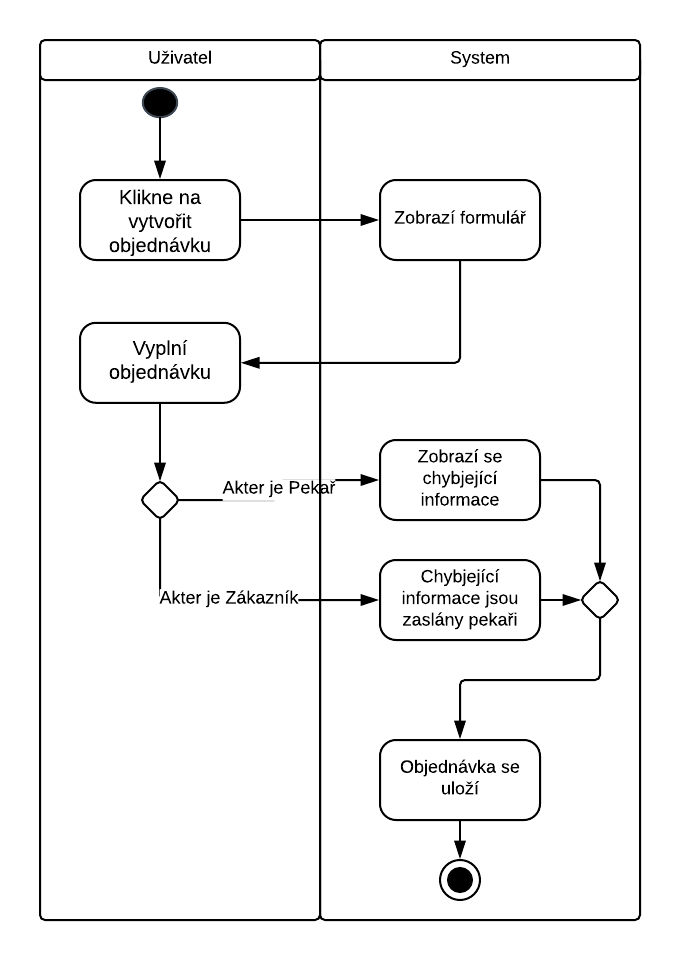 Uživatel
System
Klikne na
vytvořit
objednávku
Zobrazí formulář
Vyplní
objednávku
Zobrazí se
chybjející
informace
Akter je Pekař
Chybjející
informace jsou
zaslány pekaři
Akter je Zákazník
Objednávka se
uloží